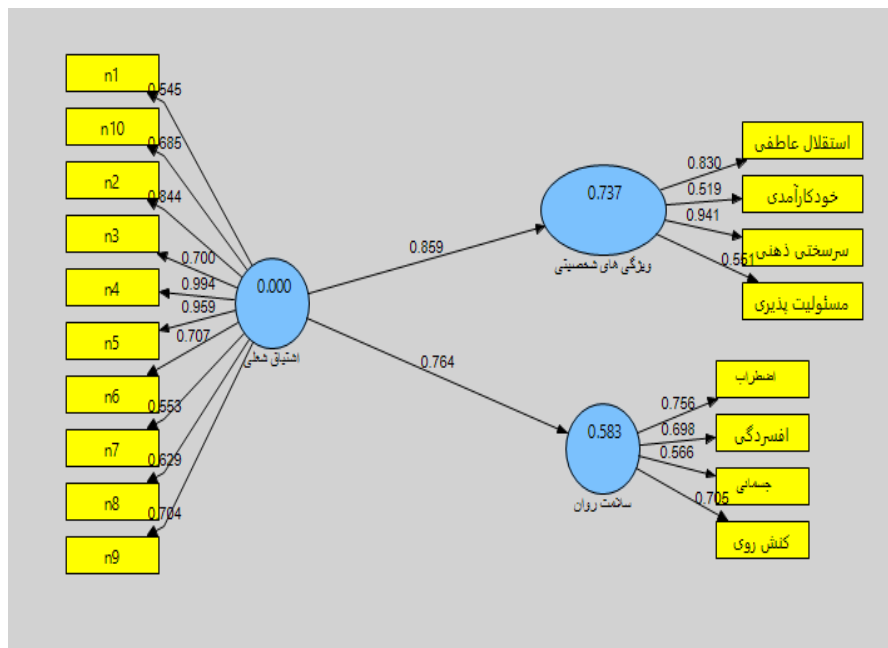 n1
0.545
n10
0.685
n2
0.844
n3
0.700
n4
0.994
n5
0.959
n6
0.707
n7
0.553
n8
0.629
n9
0.704
0.000
اشتیاق شغلی
0.859
0.764
0.737
ویژگی های شخصیتی
0.830
استقلال عاطفی
0.519
خودکارآمدی
0.941
سرسختی ذهنی
0.551
مسئولیت پذیری
0.583
سلامت روان
0.756
اضطراب
0.698
افسردگی
0.566
جسمانی
0.705
کنش روی